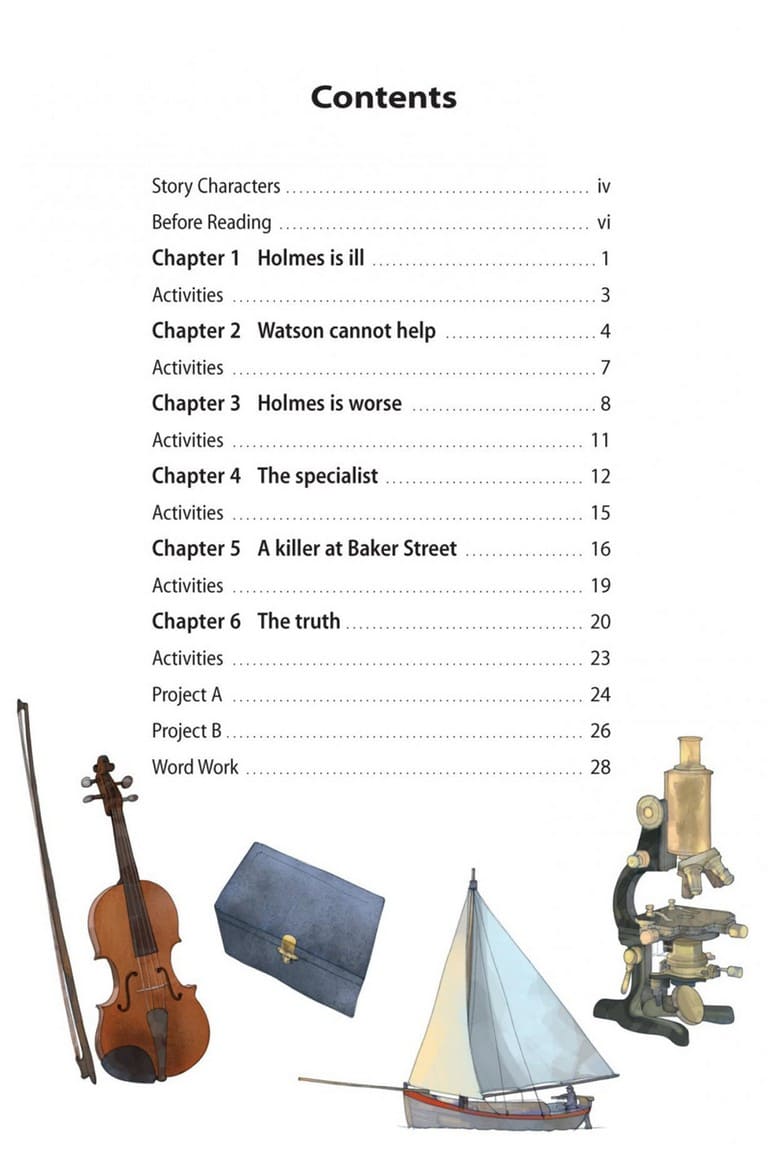 Contents
Story Characters ........................................... iv
Before Reading ............................................ vi
Chapter 1 Holmes is ill ................................ 1
Activities .................................................. 3
Chapter 2 Watson cannot help ..................... 4
Activities .................................................. 7
Chapter 3 Holmes is worse .......................... 8
Activities .................................................. 11
Chapter 4 The specialist ............................ 12
Activities .................................................. 15
Chapter 5 A killer at Baker Street ................ 16
Activities .................................................. 19
Chapter 6 The truth .................................. 20
Activities .................................................. 23
Project A .................................................. 24
Project B .................................................. 26
Word Work ................................................ 28